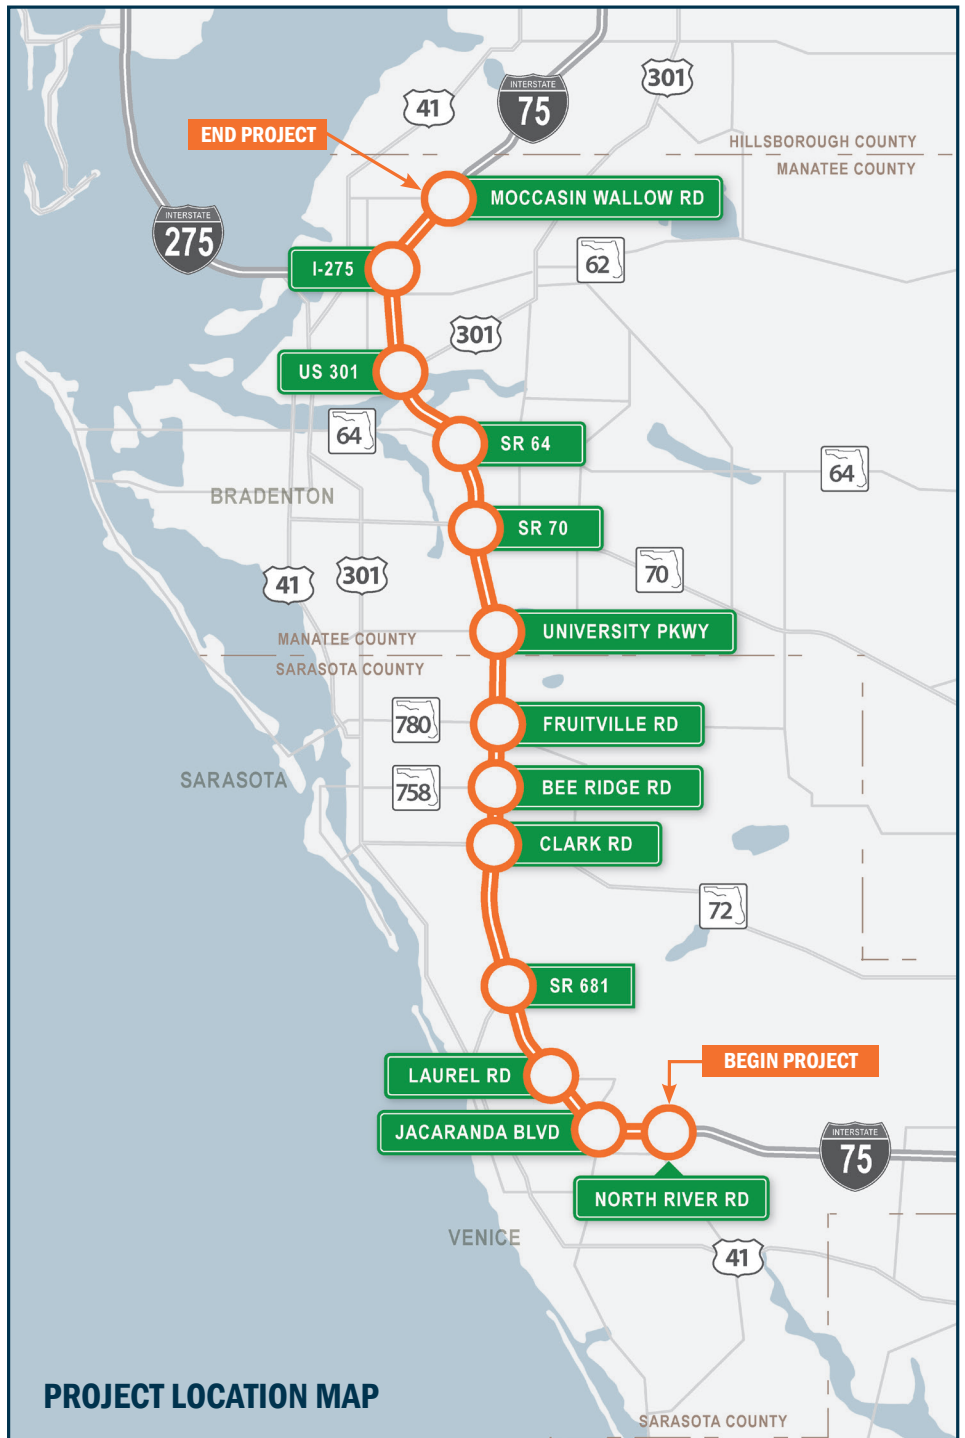 301
INTERSTATE
75
41
END PROJECT
HILLSBOROUGH COUNTY
MANATEE COUNTY
MOCCASIN WALLOW RD
INTERSTATE
275
62
I-275
301
US 301
64
SR 64
64
BRADENTON
SR 70
301
41
70
UNIVERSITY PKWY
MANATEE COUNTY
SARASOTA COUNTY
780
FRUITVILLE RD
SARASOTA
758
BEE RIDGE RD
CLARK RD
72
SR 681
BEGIN PROJECT
LAUREL RD
JACARANDA BLVD
INTERSTATE
75
NORTH RIVER RD
VENICE
41
PROJECT LOCATION MAP
SARASOTA COUNTY